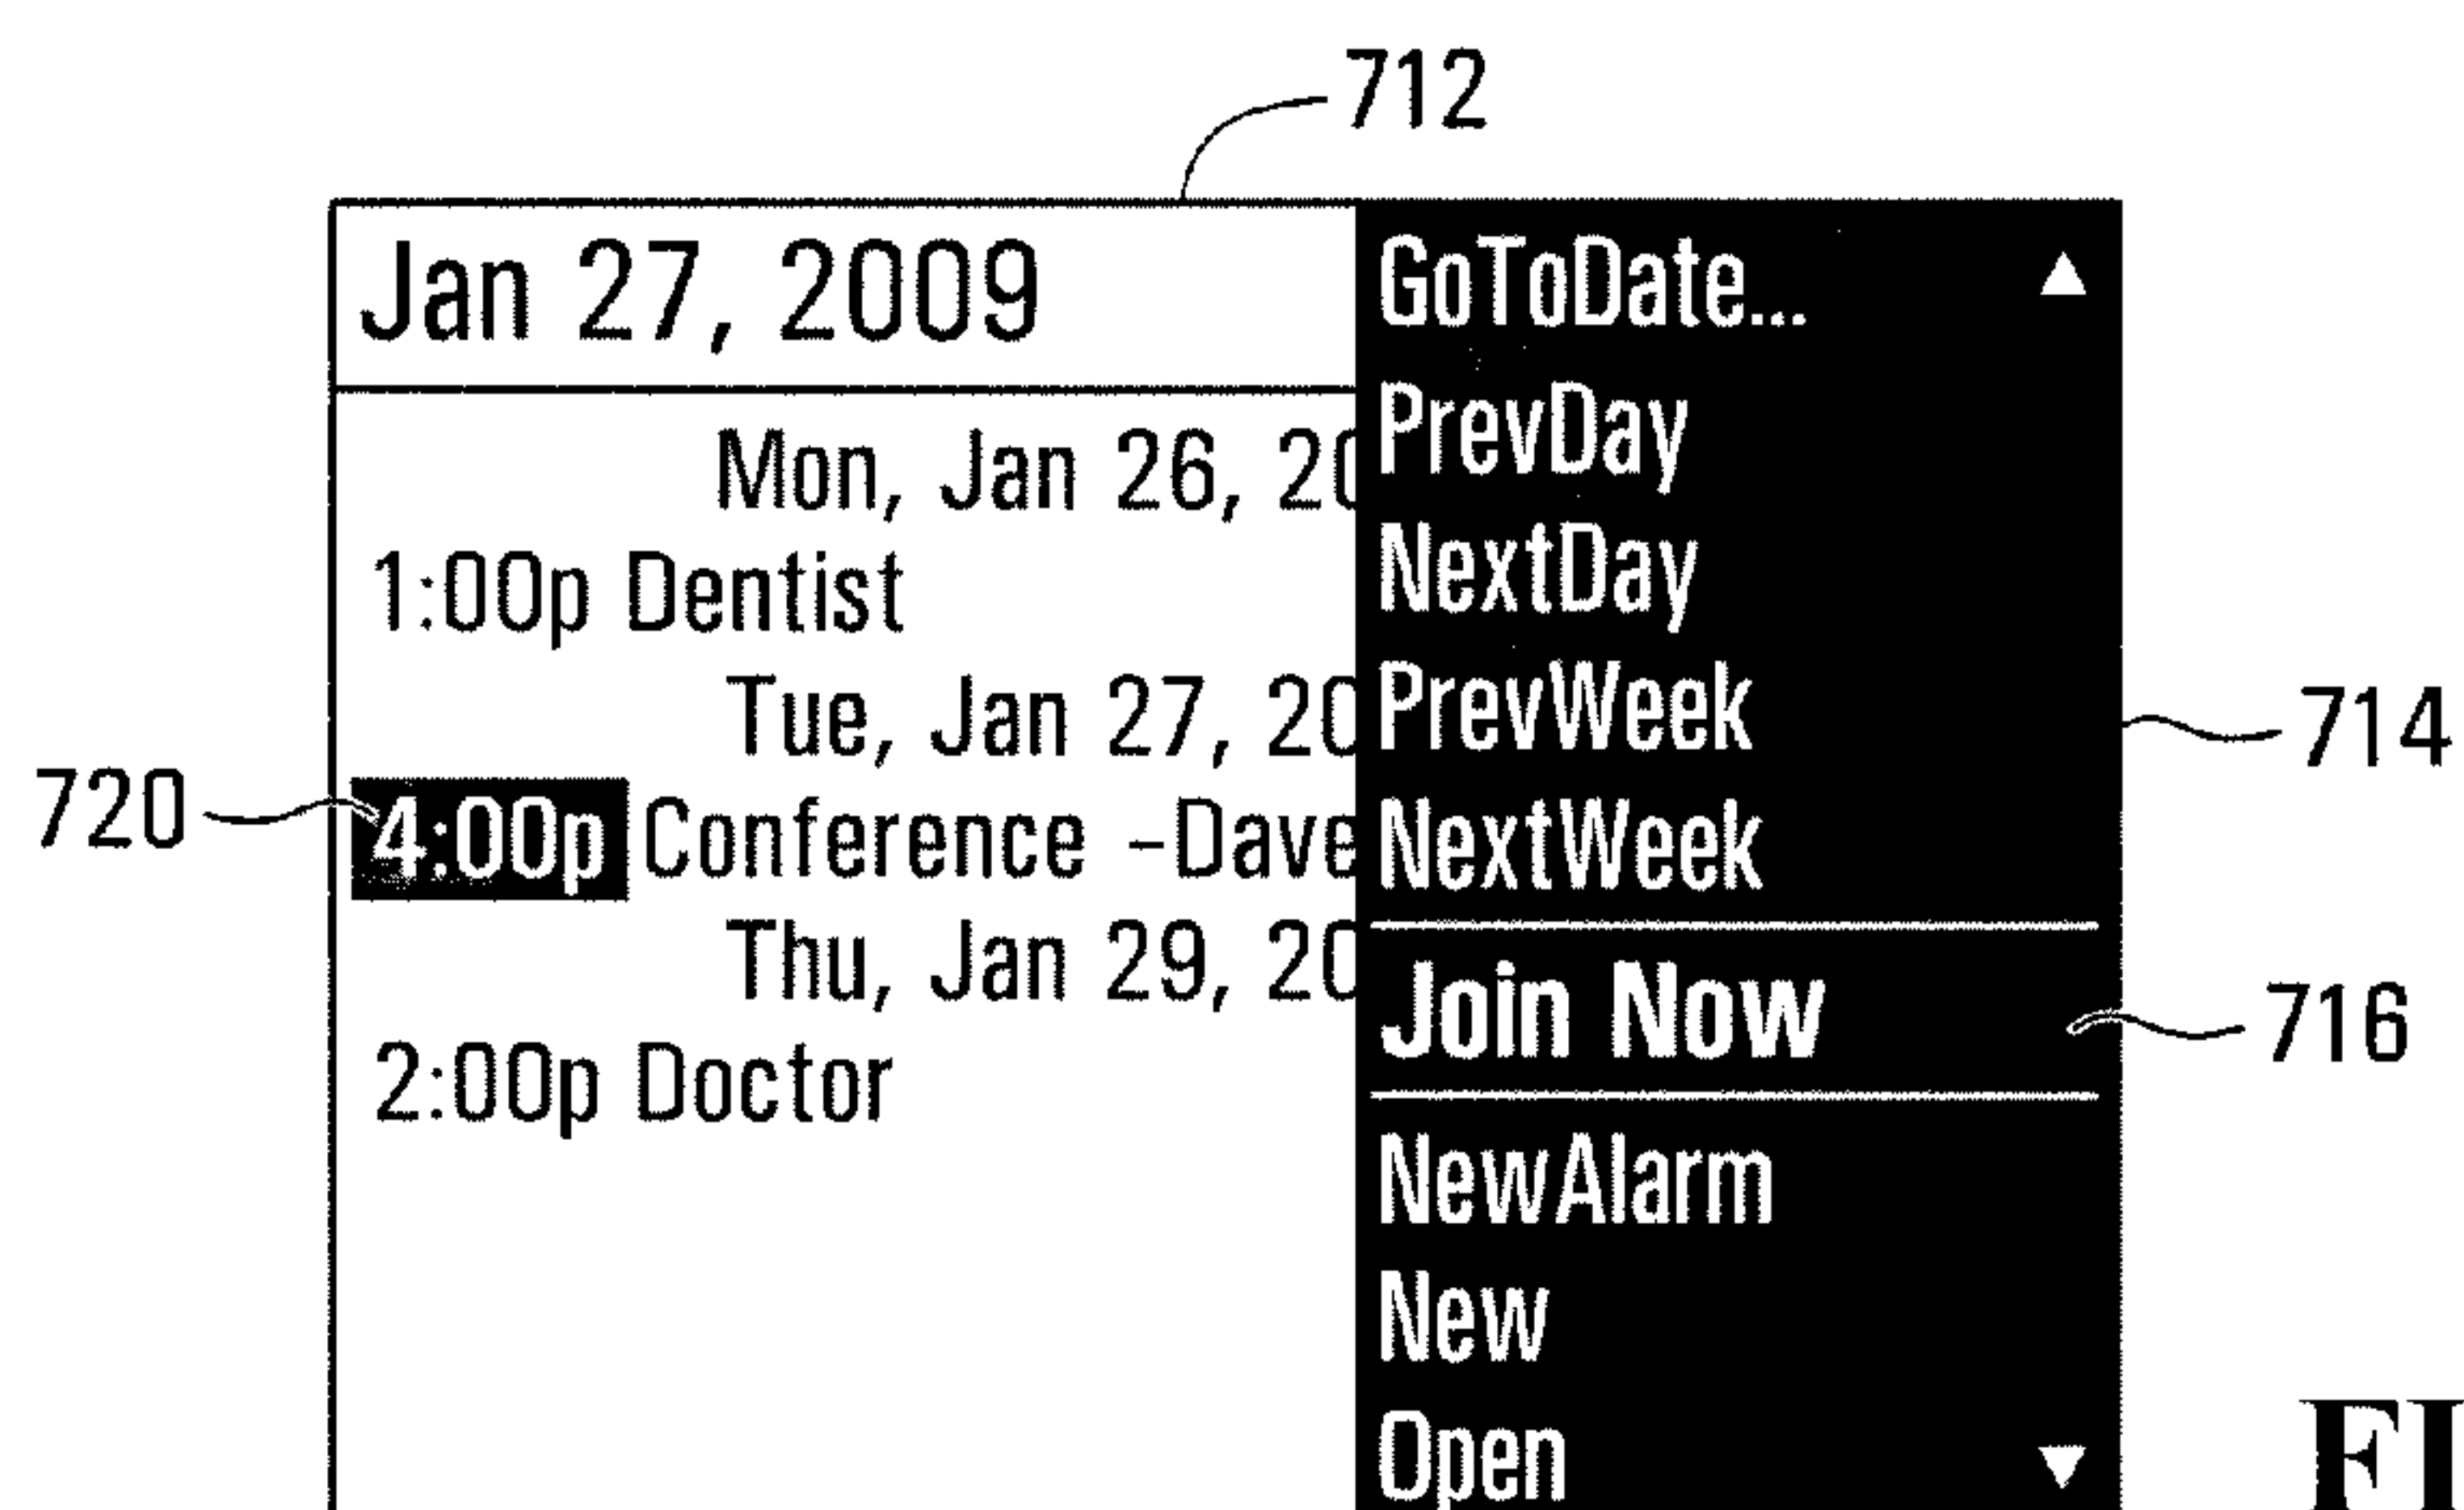 712
Jan 27, 2009
Mon, Jan 26, 20
1:00p Dentist
Tue, Jan 27, 20
720
4:00p Conference -Dave
Thu, Jan 29, 20
2:00p Doctor
GoToDate...
PrevDay
NextDay
PrevWeek
714
NextWeek
Join Now
716
NewAlarm
New
Open